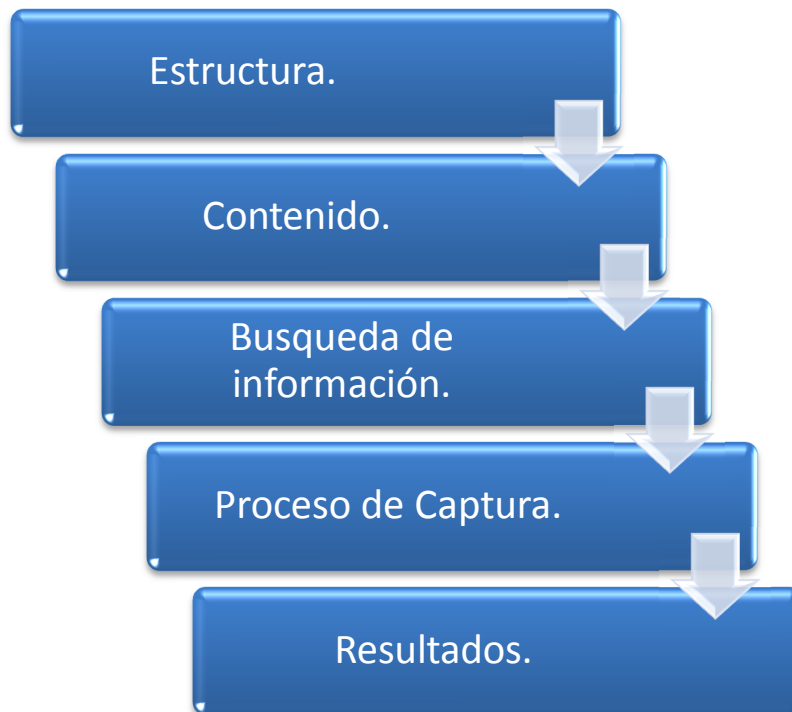 Estructura.
Contenido.
Busqueda de
información.
Proceso de Captura.
Resultados.